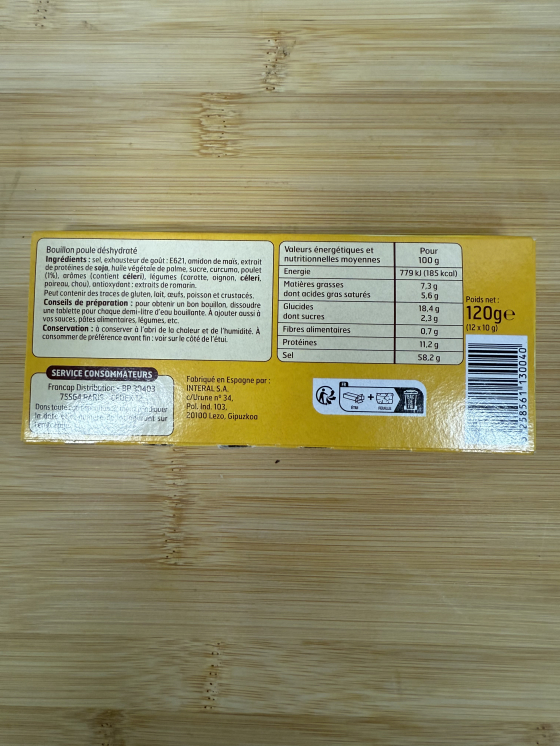 Bouillon poule déshydraté
Ingrédients : sel, exhausteur de goût : E621, amidon de maïs, extrait
de protéines de soja, huile végétale de palme, sucre, curcuma, poulet
(1%), arômes (contient céleri), légumes (carotte, oignon, céleri,
poireau, chou), antioxydant : extraits de romarin.
Peut contenir des traces de gluten, lait, œufs, poisson et crustacés.
Conseils de préparation : pour obtenir un bon bouillon, dissoudre
une tablette pour chaque demi-litre d'eau bouillante. À ajouter aussi à
vos sauces, pâtes alimentaires, légumes, etc.
Conservation : à conserver à l'abri de la chaleur et de l'humidité. À
consommer de préférence avant fin : voir sur le côté de l'étui.
SERVICE CONSOMMATEURS
Francap Distribution - BP 30403
75564 PARIS CEDEX
Dans toute
sur
Fabriqué en Espagne par :
INTERAL S.A.
c/Urune nº 34,
Pol. Ind. 103,
20100 Lezo, Gipuzkoa
Valeurs énergétiques et nutritionnelles moyennes Pour 100 g
Energie 779 kJ (185 kcal)
Matières grasses 7,3 g
dont acides gras saturés 5,6 g
Glucides 18,4 g
dont sucres 2,3 g
Fibres alimentaires 0,7 g
Protéines 11,2 g
Sel 58,2 g
Poids net :
120g℮
(12 x 10 g)
FR
ÉTUI + 
3 258561 130040